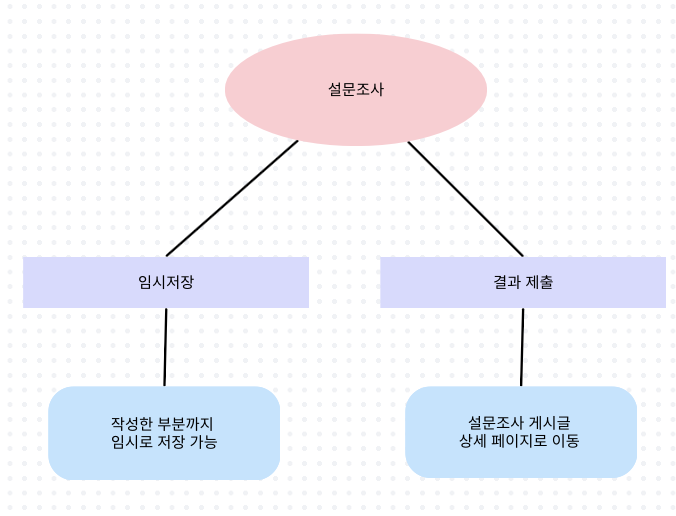 설문조사
임시저장
결과 제출
작성한 부분까지
임시로 저장 가능
설문조사 게시글
상세 페이지로 이동